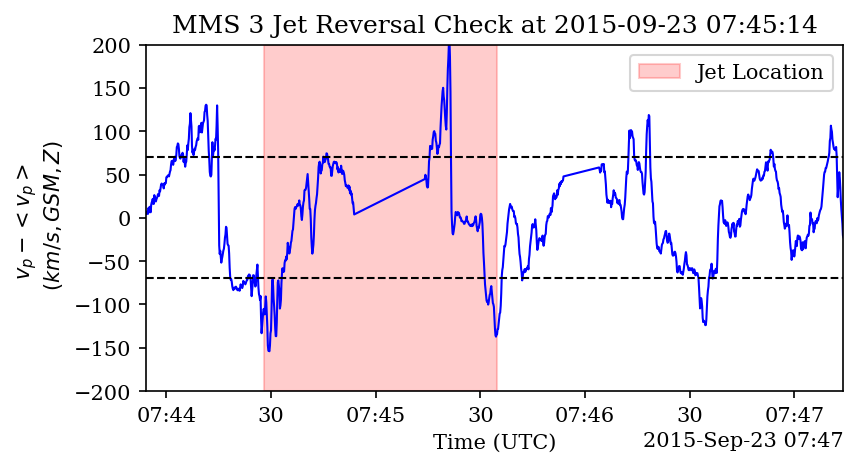 MMS 3 Jet Reversal Check at 2015-09-23 07:45:14
v_p − < v_p >
(km/s, GSM, Z)
200
150
100
50
0
−50
−100
−150
−200
Jet Location
07:44 30 07:45 30 07:46 30 07:47
Time (UTC) 2015-Sep-23 07:47